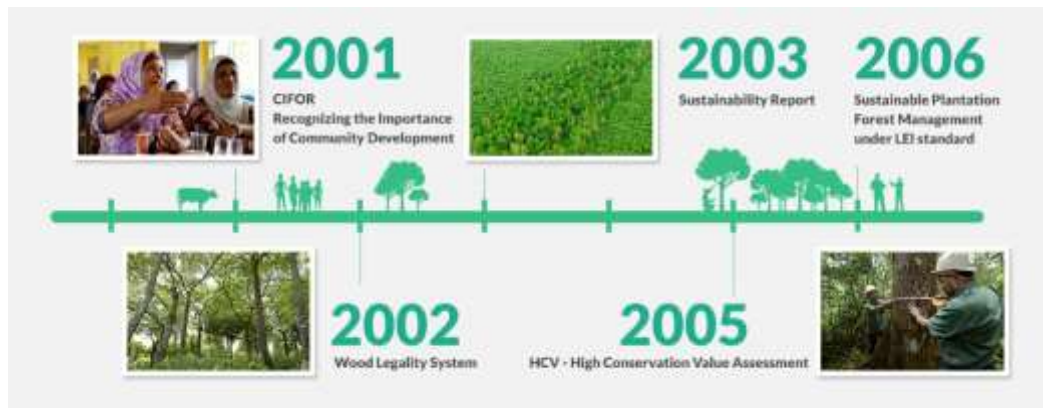 2001
CIFOR
Recognizing the Importance
of Community Development
2003
Sustainability Report
2006
Sustainable Plantation
Forest Management
under LEI standard
2002
Wood Legality System
2005
HCV - High Conservation Value Assessment